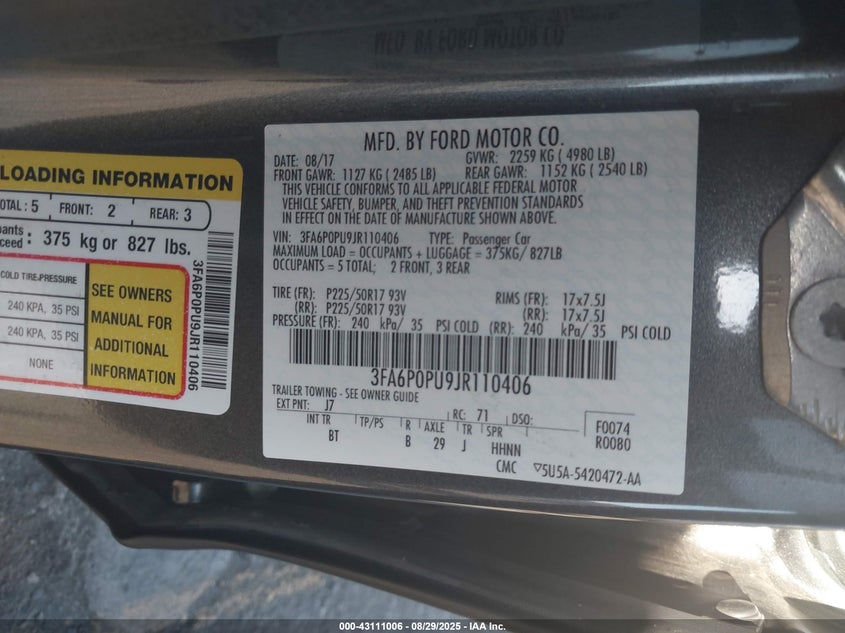 MFD. BY FORD MOTOR CO.
LOADING INFORMATION
TOTAL: 5 FRONT: 2 REAR: 3
375 kg or 827 lbs.
COLD TIRE PRESSURE
240 KPA, 35 PSI
240 KPA, 35 PSI
NONE
SEE OWNERS
MANUAL FOR
ADDITIONAL
INFORMATION
3FA6P0PU9JR110406
MFD. BY FORD MOTOR CO.
DATE: 08/17 GVWR: 2259 KG ( 4980 LB)
FRONT GAWR: 1127 KG ( 2485 LB) REAR GAWR: 1152 KG ( 2540 LB)
THIS VEHICLE CONFORMS TO ALL APPLICABLE FEDERAL MOTOR
VEHICLE SAFETY, BUMPER, AND THEFT PREVENTION STANDARDS
IN EFFECT ON THE DATE OF MANUFACTURE SHOWN ABOVE.
VIN: 3FA6P0PU9JR110406 TYPE: Passenger Car
MAXIMUM LOAD = OCCUPANTS + LUGGAGE = 375KG/ 827LB
OCCUPANTS = 5 TOTAL; 2 FRONT, 3 REAR
TIRE (FR): P225/50R17 93V RIMS (FR): 17x7.5J
(RR): P225/50R17 93V (RR): 17x7.5J
PRESSURE (FR): 240 kPa/ 35 PSI COLD (RR): 240 kPa/ 35 PSI COLD
3FA6P0PU9JR110406
TRAILER TOWING - SEE OWNER GUIDE
EXT PNT: J7 RC: 71 DSO:
INT TR TP/PS R AXLE TR SPR
BT B 29 J HHNN
F0074
R0080
CMC ▽5U5A-5420472-AA
000-43111006 - 08/29/2025 - IAA Inc.